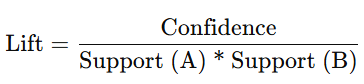 Lift = Confidence / Support (A) * Support (B)